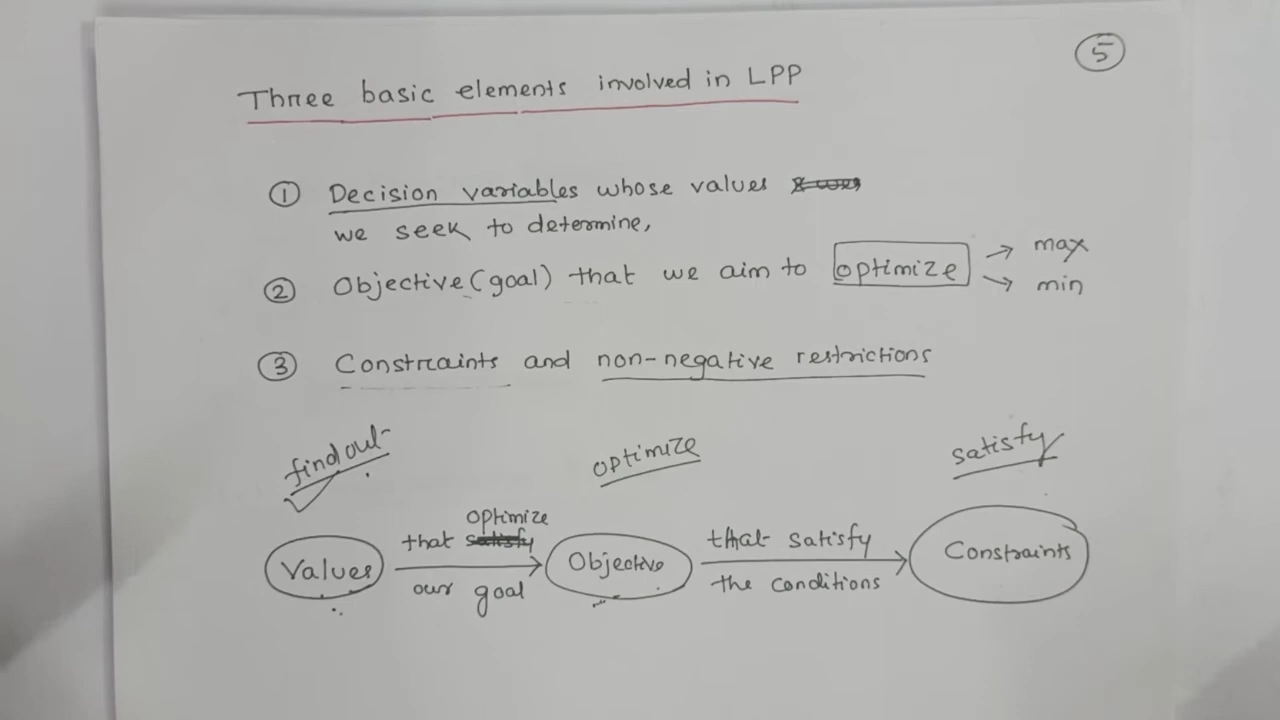 5
Three basic elements involved in LPP
① Decision variables whose values
we seek to determine,
② Objective (goal) that we aim to optimize → max
→ min
③ Constraints and non-negative restrictions
find out
optimize
satisfy
Values
that optimize
our goal
Objective
that satisfy
the conditions
Constraints